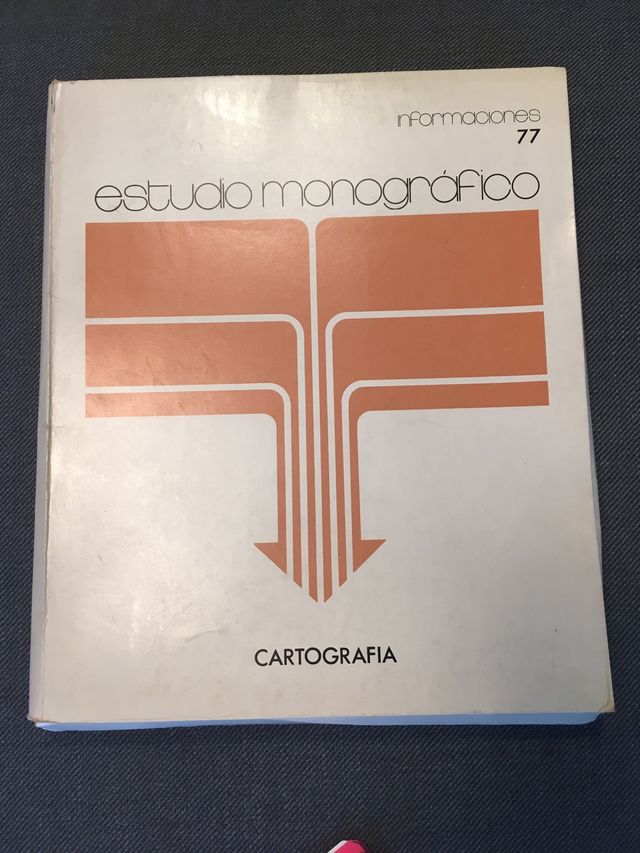 informaciones
77
estudio monográfico
CARTOGRAFIA